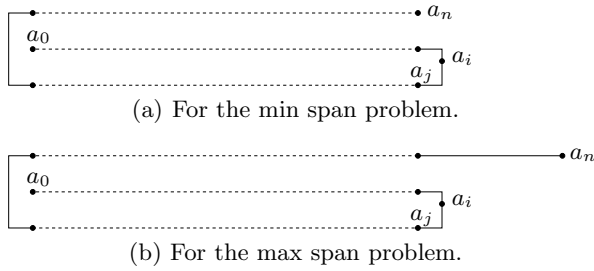 a_n
a_0
a_i
a_j
(a) For the min span problem.
a_n
a_0
a_i
a_j
(b) For the max span problem.